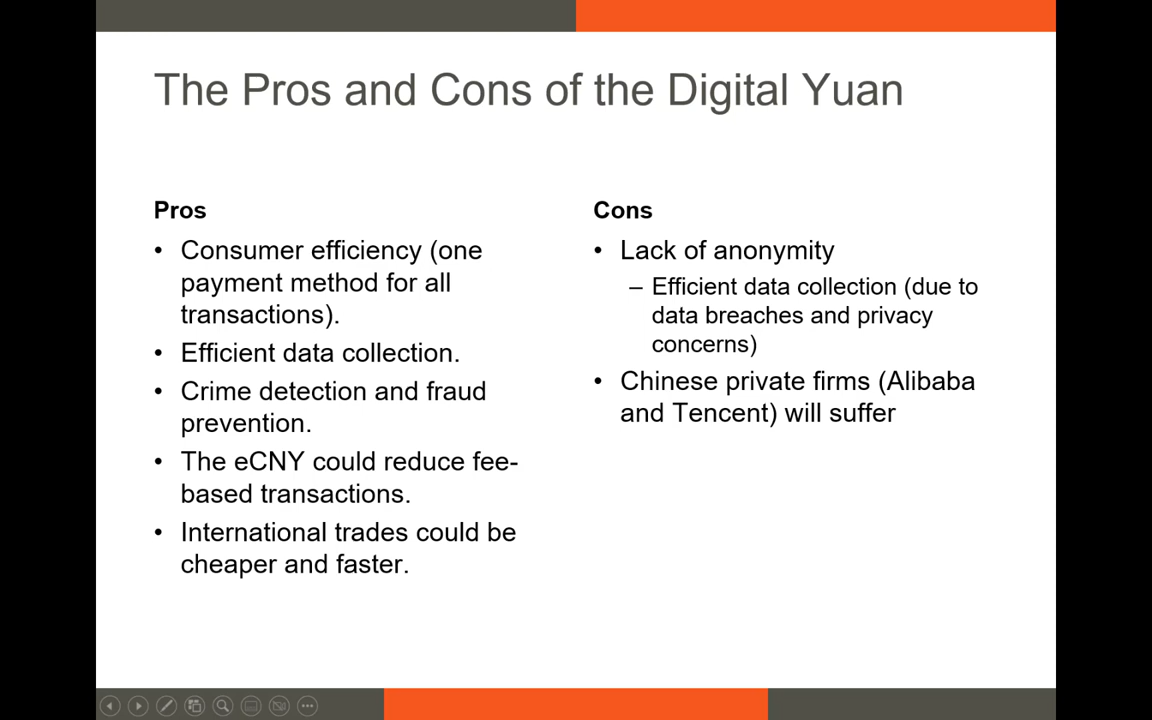 The Pros and Cons of the Digital Yuan
Pros
• Consumer efficiency (one
payment method for all
transactions).
• Efficient data collection.
• Crime detection and fraud
prevention.
• The eCNY could reduce fee-
based transactions.
• International trades could be
cheaper and faster.
Cons
• Lack of anonymity
– Efficient data collection (due to
data breaches and privacy
concerns)
• Chinese private firms (Alibaba
and Tencent) will suffer